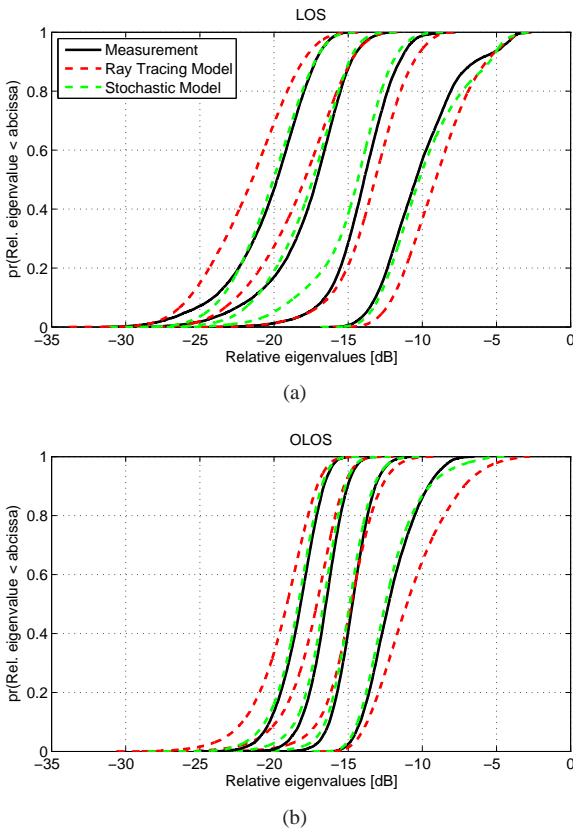 LOS
1
0.8
0.6
0.4
0.2
0
pr(Rel. eigenvalue < abcissa)
Measurement
Ray Tracing Model
Stochastic Model
−35 −30 −25 −20 −15 −10 −5 0
Relative eigenvalues [dB]
(a)
OLOS
1
0.8
0.6
0.4
0.2
0
pr(Rel. eigenvalue < abcissa)
−35 −30 −25 −20 −15 −10 −5 0
Relative eigenvalues [dB]
(b)